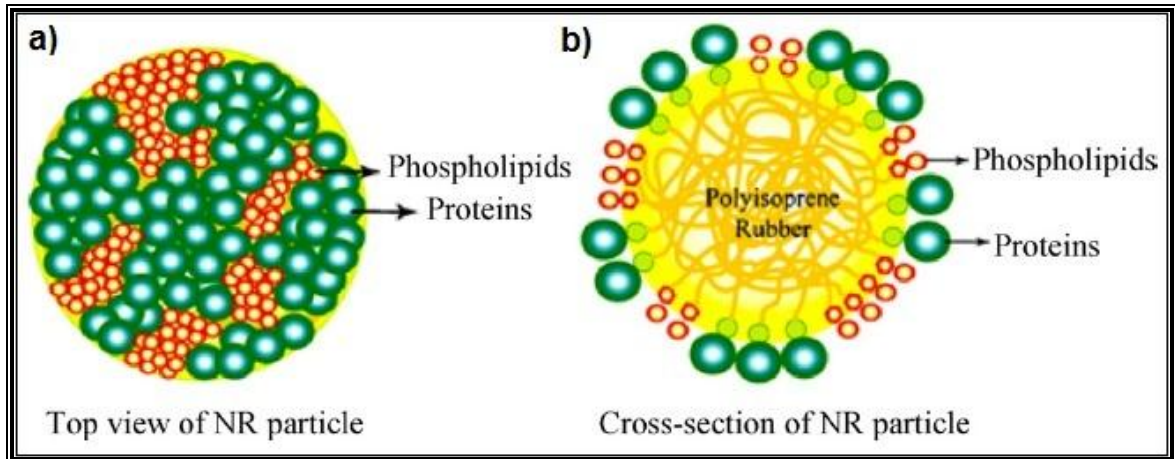 a)
Phospholipids
Proteins
Top view of NR particle
b)
Polyisoprene
Rubber
Phospholipids
Proteins
Cross-section of NR particle